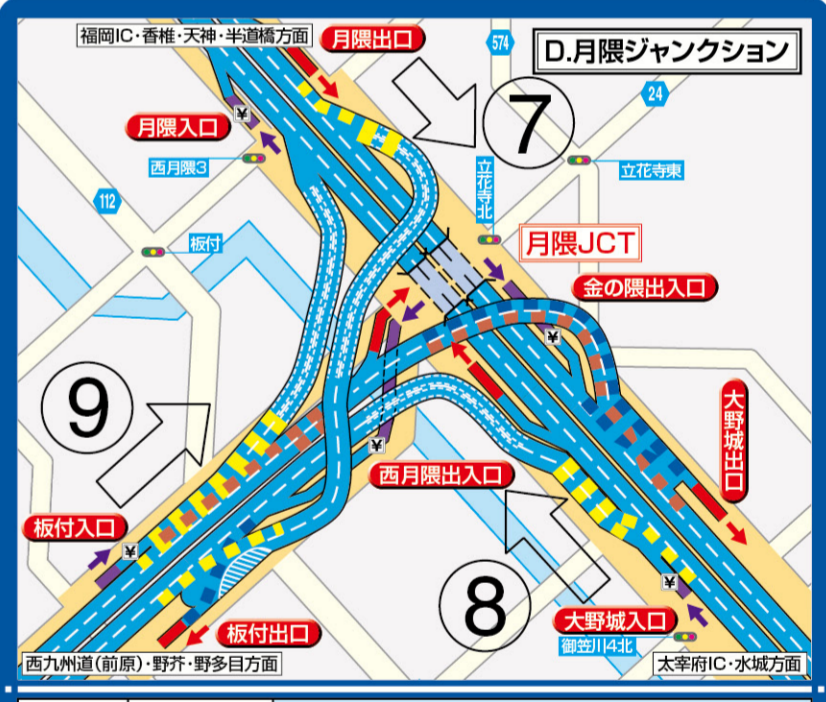 福岡IC・香椎・天神・半道橋方面
月隈出口
574
D.月隈ジャンクション
24
7
月隈入口
¥
西月隈3
立花寺北
立花寺東
112
板付
月隈JCT
金の隈出入口
¥
9
大野城出口
¥
西月隈出入口
板付入口
¥
8
¥
大野城入口
板付出口
御笠川4北
西九州道(前原)・野芥・野多目方面
太宰府IC・水城方面